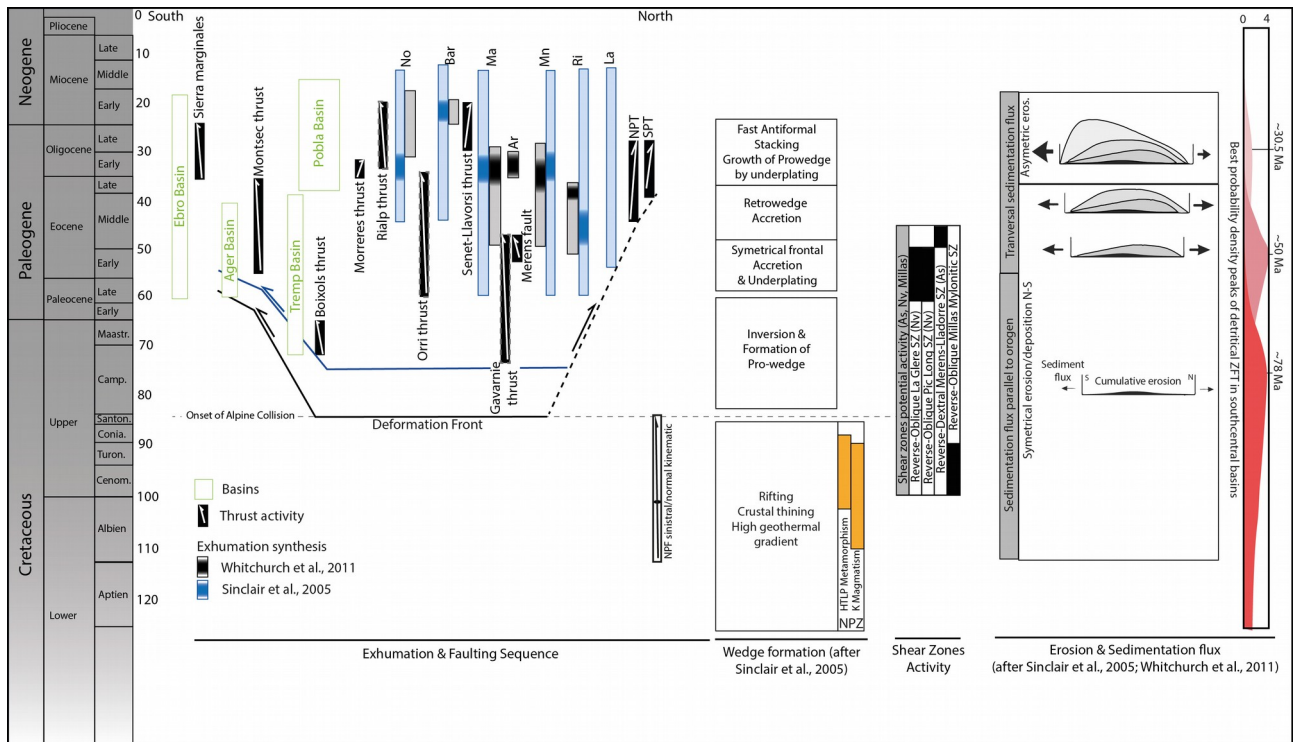 Neogene
Paleogene
Cretaceous
Pliocene
Miocene
Oligocene
Eocene
Paleocene
Upper
Lower
Late
Middle
Early
Late
Early
Late
Middle
Early
Late
Early
Maastr.
Camp.
Santon.
Conia.
Turon.
Cenom.
Albien
Aptien
0
10
20
30
40
50
60
70
80
90
100
110
120
South
North
Ebro Basin
Sierra marginales
Ager Basin
Montsec thrust
Tremp Basin
Pobla Basin
Boixols thrust
Morreres thrust
Rialp thrust
No
Orri thrust
Bar
Senet-Llavorsi thrust
Ma
Gavarnie
thrust
Ar
Merens fault
Mn
Ri
La
NPT
SPT
Onset of Alpine Collision
Deformation Front
NPF sinistral/normal kinematic
Basins
Thrust activity
Exhumation synthesis
Whitchurch et al., 2011
Sinclair et al., 2005
Exhumation & Faulting Sequence
Fast Antiformal
Stacking
Growth of Prowedge
by underplating
Retrowedge
Accretion
Symetrical frontal
Accretion
& Underplating
Inversion &
Formation of
Pro-wedge
Rifting
Crustal thining
High geothermal
gradient
HTLP Metamorphism
K Magmatism
NPZ
Wedge formation (after
Sinclair et al., 2005)
Shear zones potential activity (As, Nv, Millas)
Reverse-Oblique La Glere SZ (Nv)
Reverse-Oblique Pic Long SZ (Nv)
Reverse-Dextral Merens-Lladorre SZ (As)
Reverse-Oblique Millas Mylonitic SZ
Shear Zones
Activity
Tranversal sedimentation flux
Asymetric eros.
Sedimentation flux parallel to orogen
Symetrical erosion/deposition N-S
Sediment
flux
S
Cumulative erosion
N
Best probability density peaks of detritical ZFT in southcentral basins
0
4
~30.5 Ma
~50 Ma
~78 Ma
Erosion & Sedimentation flux
(after Sinclair et al., 2005; Whitchurch et al., 2011)